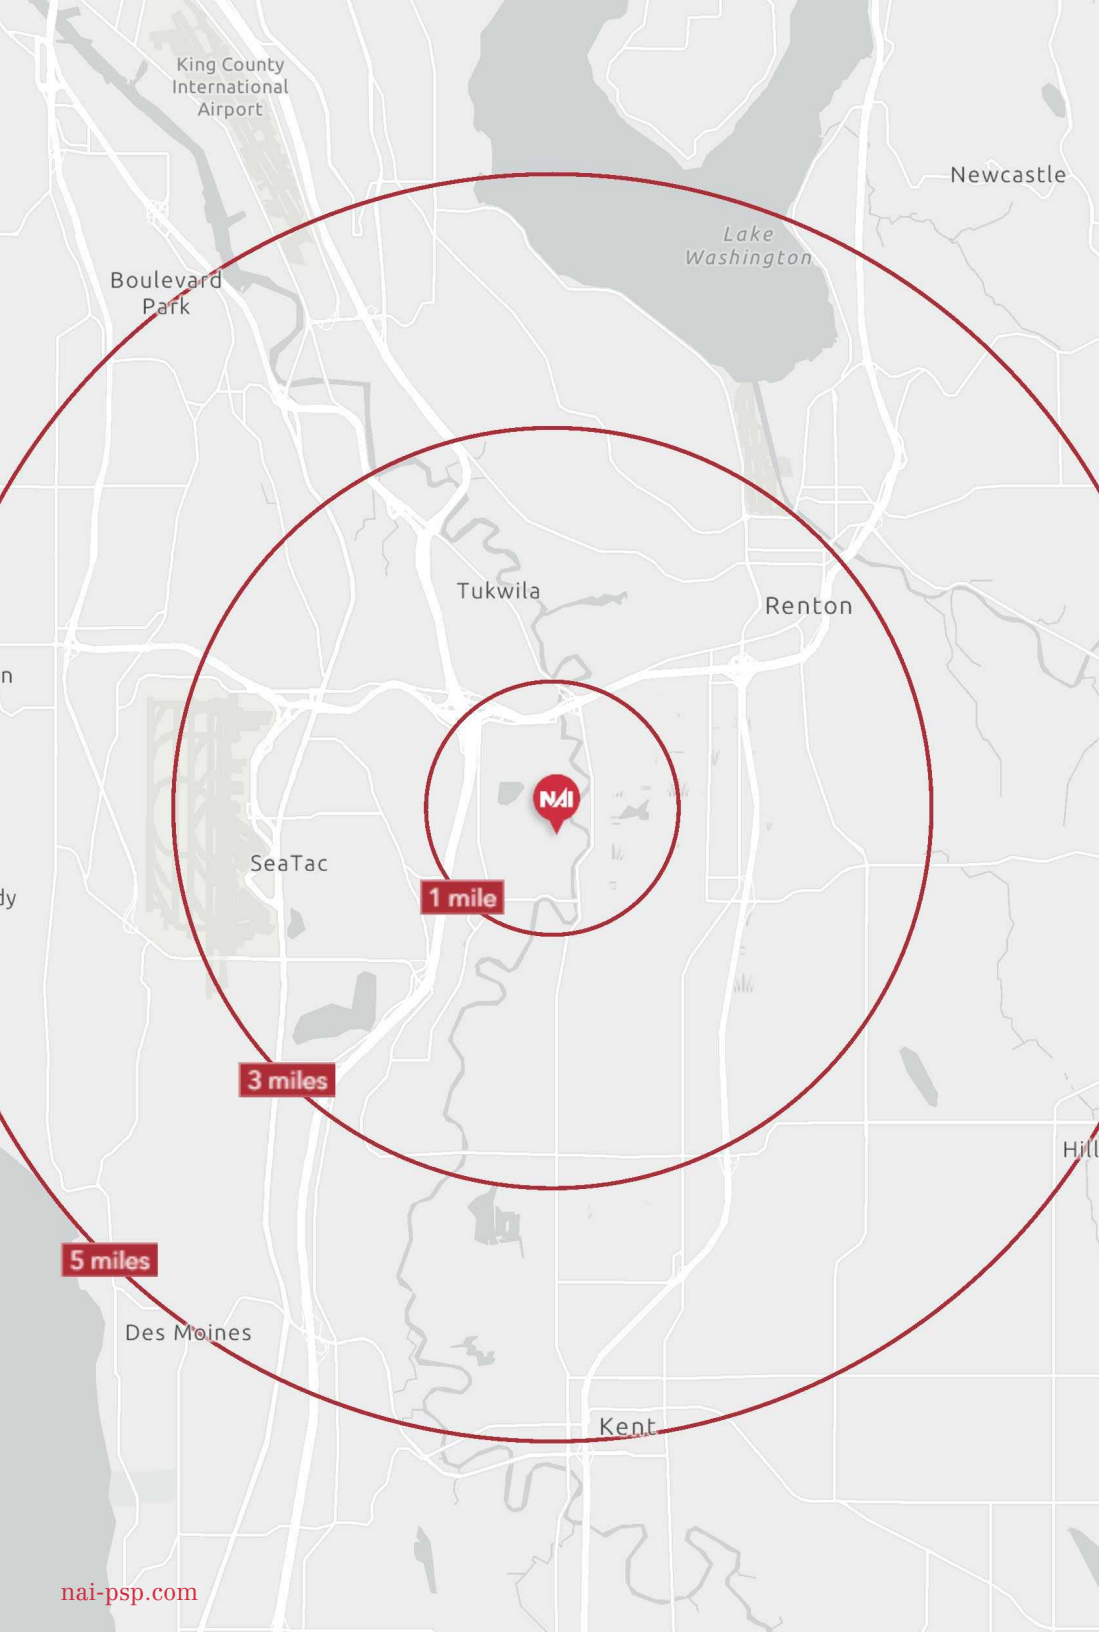 King County
International
Airport
Newcastle
Lake
Washington
Boulevard
Park
Tukwila
Renton
n
NAI
SeaTac
dy
1 mile
3 miles
Hill
5 miles
Des Moines
Kent
nai-psp.com